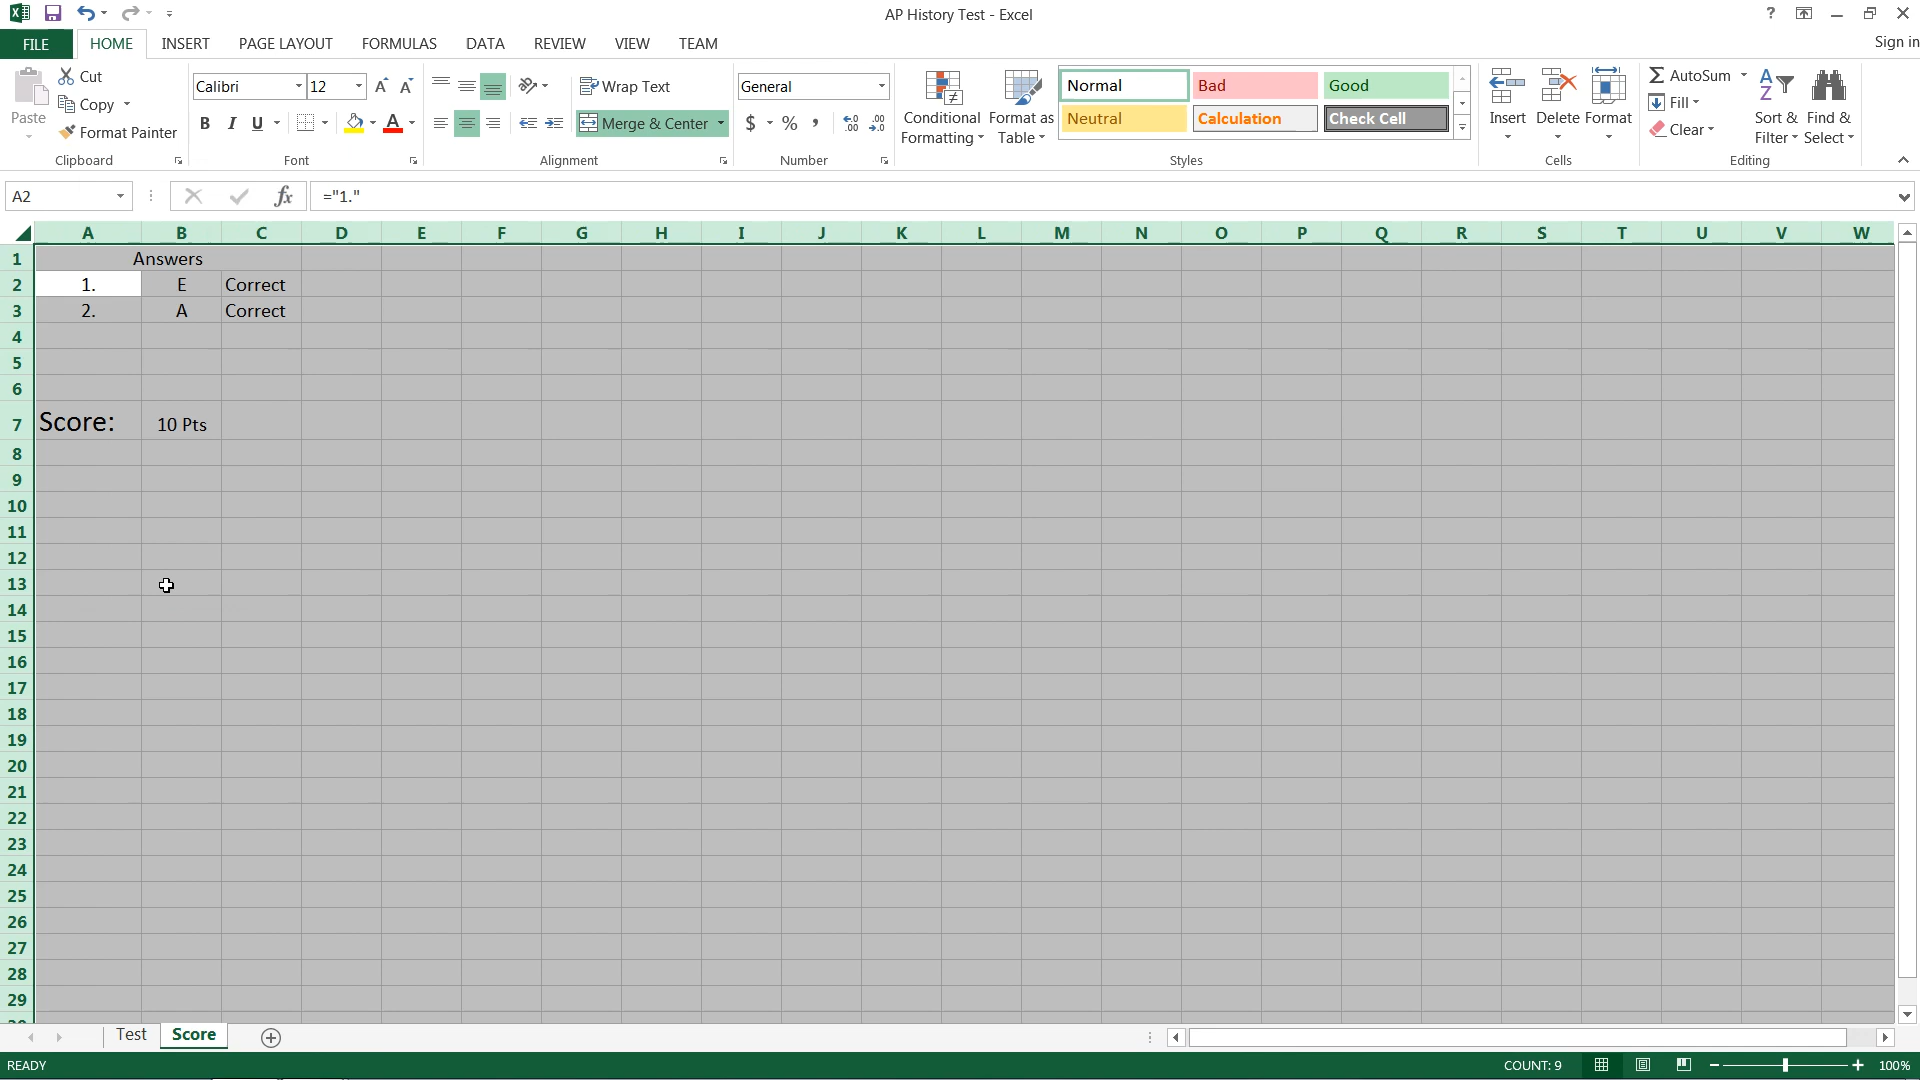 AP History Test - Excel
?
FILE HOME INSERT PAGE LAYOUT FORMULAS DATA REVIEW VIEW TEAM Sign in
Paste
Cut
Copy
Format Painter
Clipboard
Calibri 12 A A
B I U A
Font
Wrap Text
Merge & Center
Alignment
General
$ % , .00 .00
Number
Conditional Formatting
Format as Table
Normal Bad Good
Neutral Calculation Check Cell
Styles
Insert Delete Format
Cells
AutoSum
Fill
Clear
Sort & Filter
Find & Select
Editing
A2 fx ="1."
A B C D E F G H I J K L M N O P Q R S T U V W
1 Answers
2 1. E Correct
3 2. A Correct
4
5
6
7 Score: 10 Pts
8
9
10
11
12
13
14
15
16
17
18
19
20
21
22
23
24
25
26
27
28
29
Test Score
READY COUNT: 9 100%